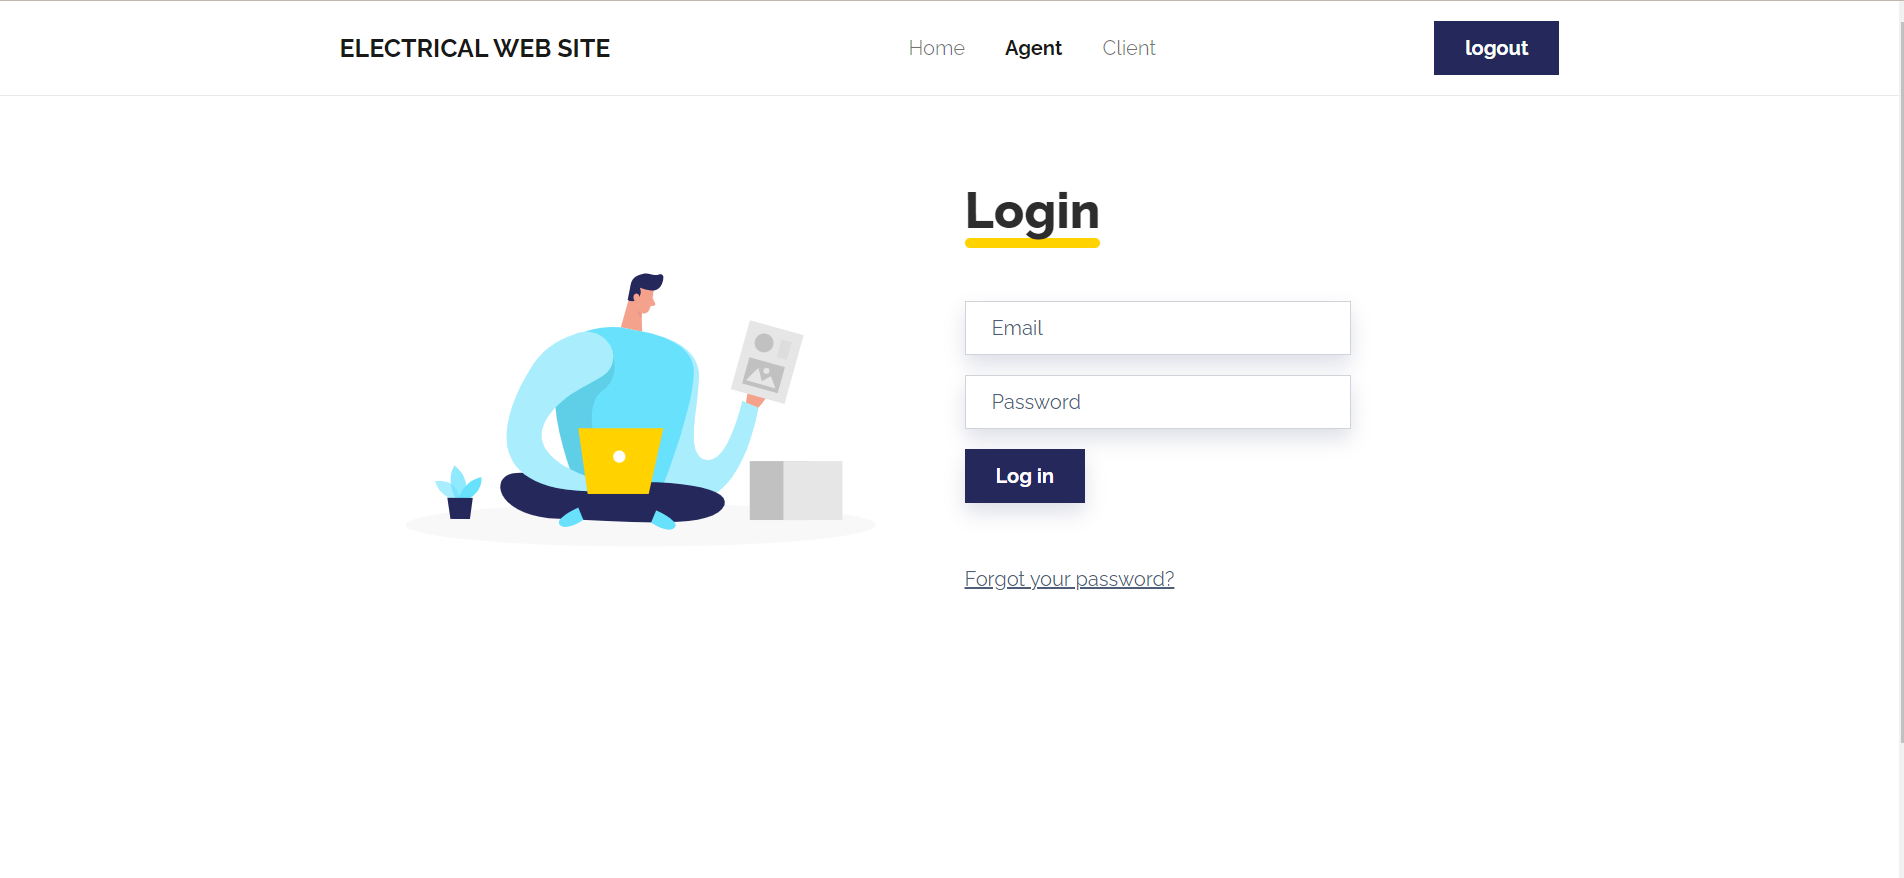 ELECTRICAL WEB SITE
Home Agent Client
logout
Login
Email
Password
Log in
Forgot your password?